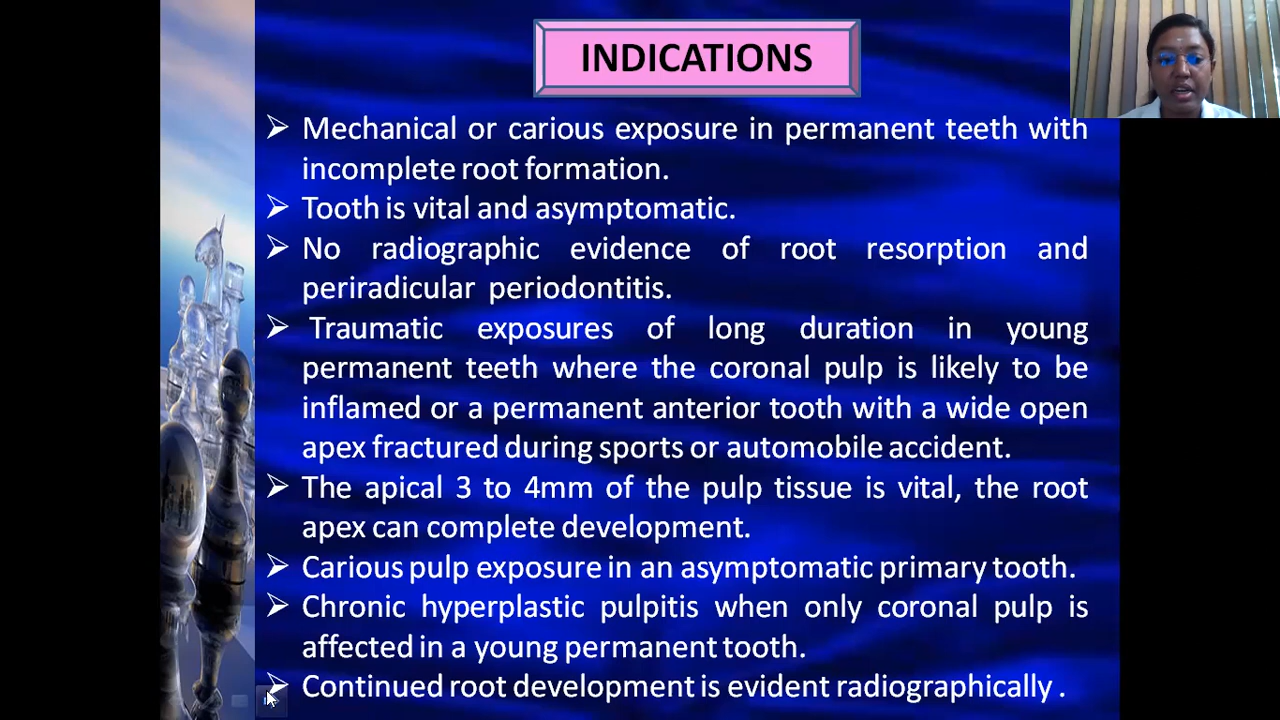 INDICATIONS
Mechanical or carious exposure in permanent teeth with
incomplete root formation.
Tooth is vital and asymptomatic.
No radiographic evidence of root resorption and
periradicular periodontitis.
Traumatic exposures of long duration in young
permanent teeth where the coronal pulp is likely to be
inflamed or a permanent anterior tooth with a wide open
apex fractured during sports or automobile accident.
The apical 3 to 4mm of the pulp tissue is vital, the root
apex can complete development.
Carious pulp exposure in an asymptomatic primary tooth.
Chronic hyperplastic pulpitis when only coronal pulp is
affected in a young permanent tooth.
Continued root development is evident radiographically .